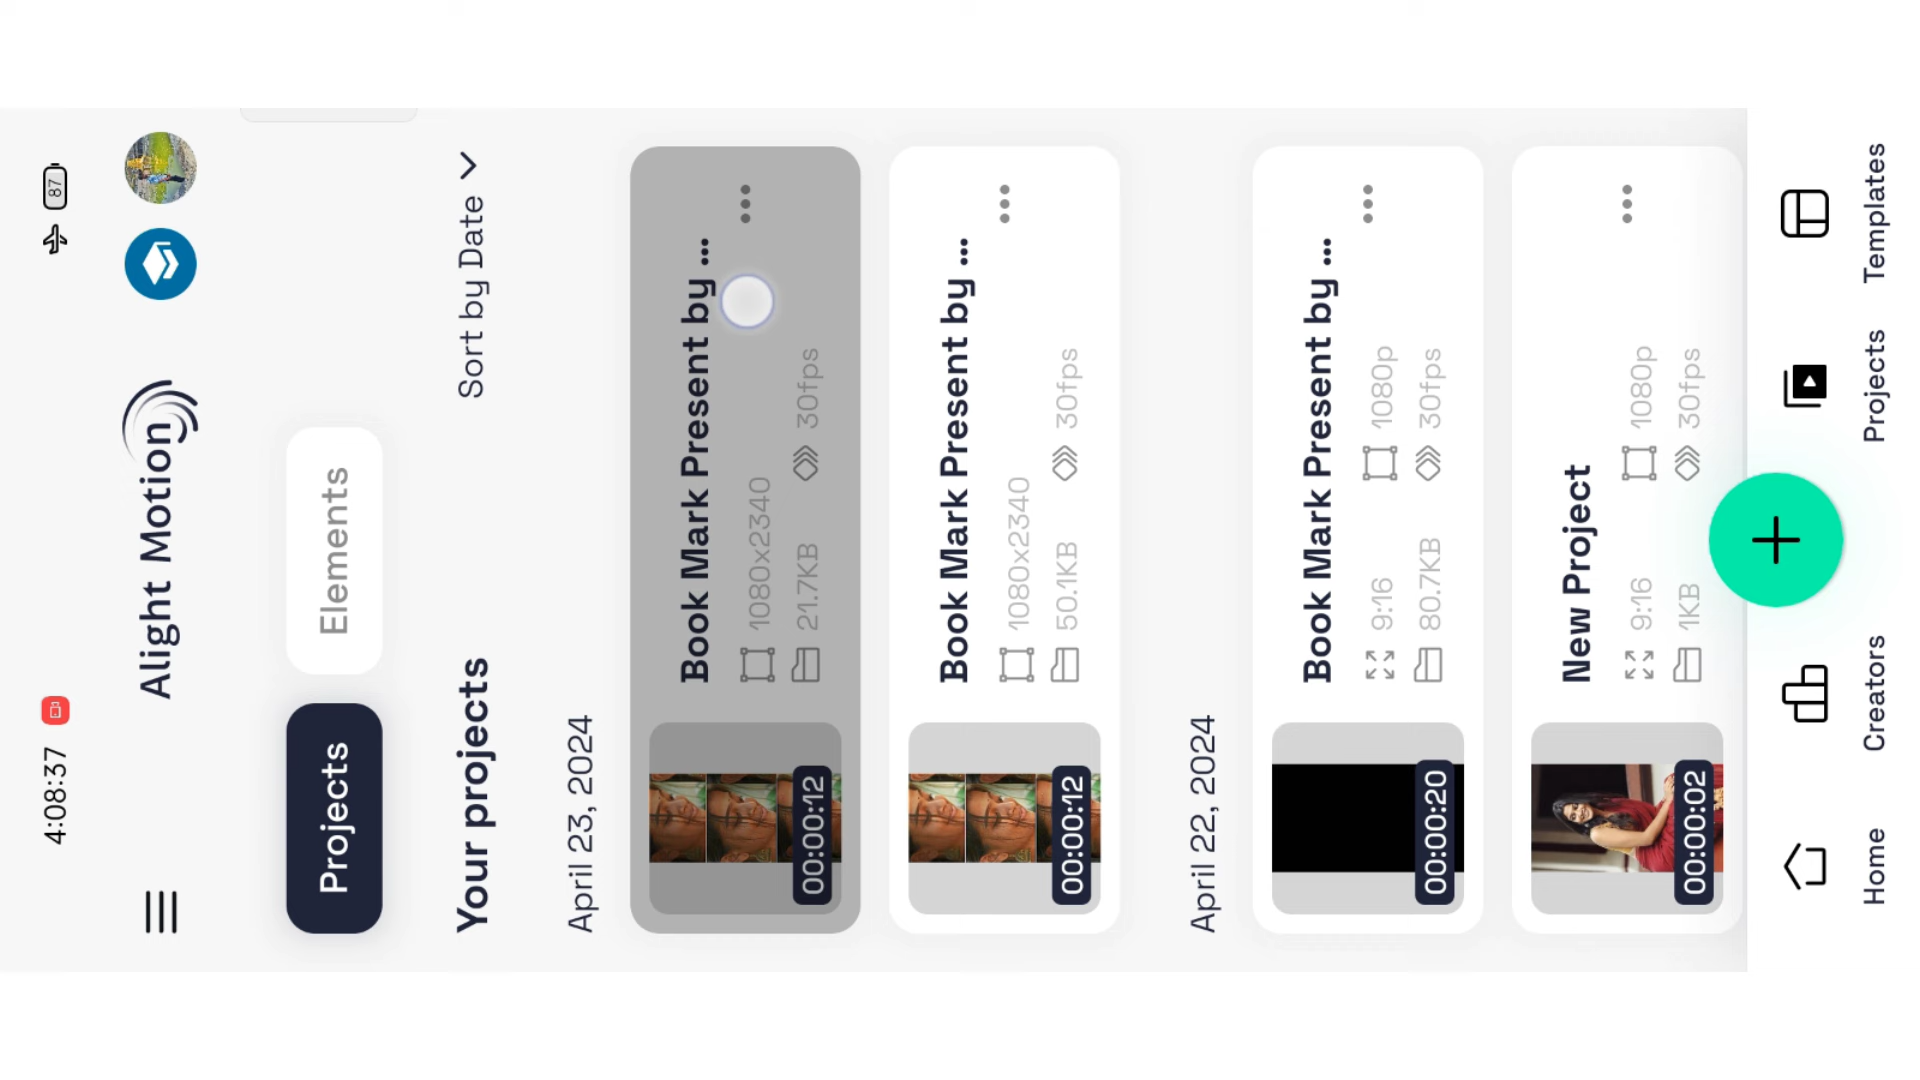 4:08:37
87
Alight Motion
Projects
Elements
Your projects
Sort by Date
April 23, 2024
Book Mark Present by ...
1080x2340
21.7KB
30fps
00:00:12
Book Mark Present by ...
1080x2340
50.1KB
30fps
00:00:12
April 22, 2024
Book Mark Present by ...
9:16
1080p
80.7KB
30fps
00:00:20
New Project
9:16
1080p
1KB
30fps
00:00:02
Home
Creators
Projects
Templates